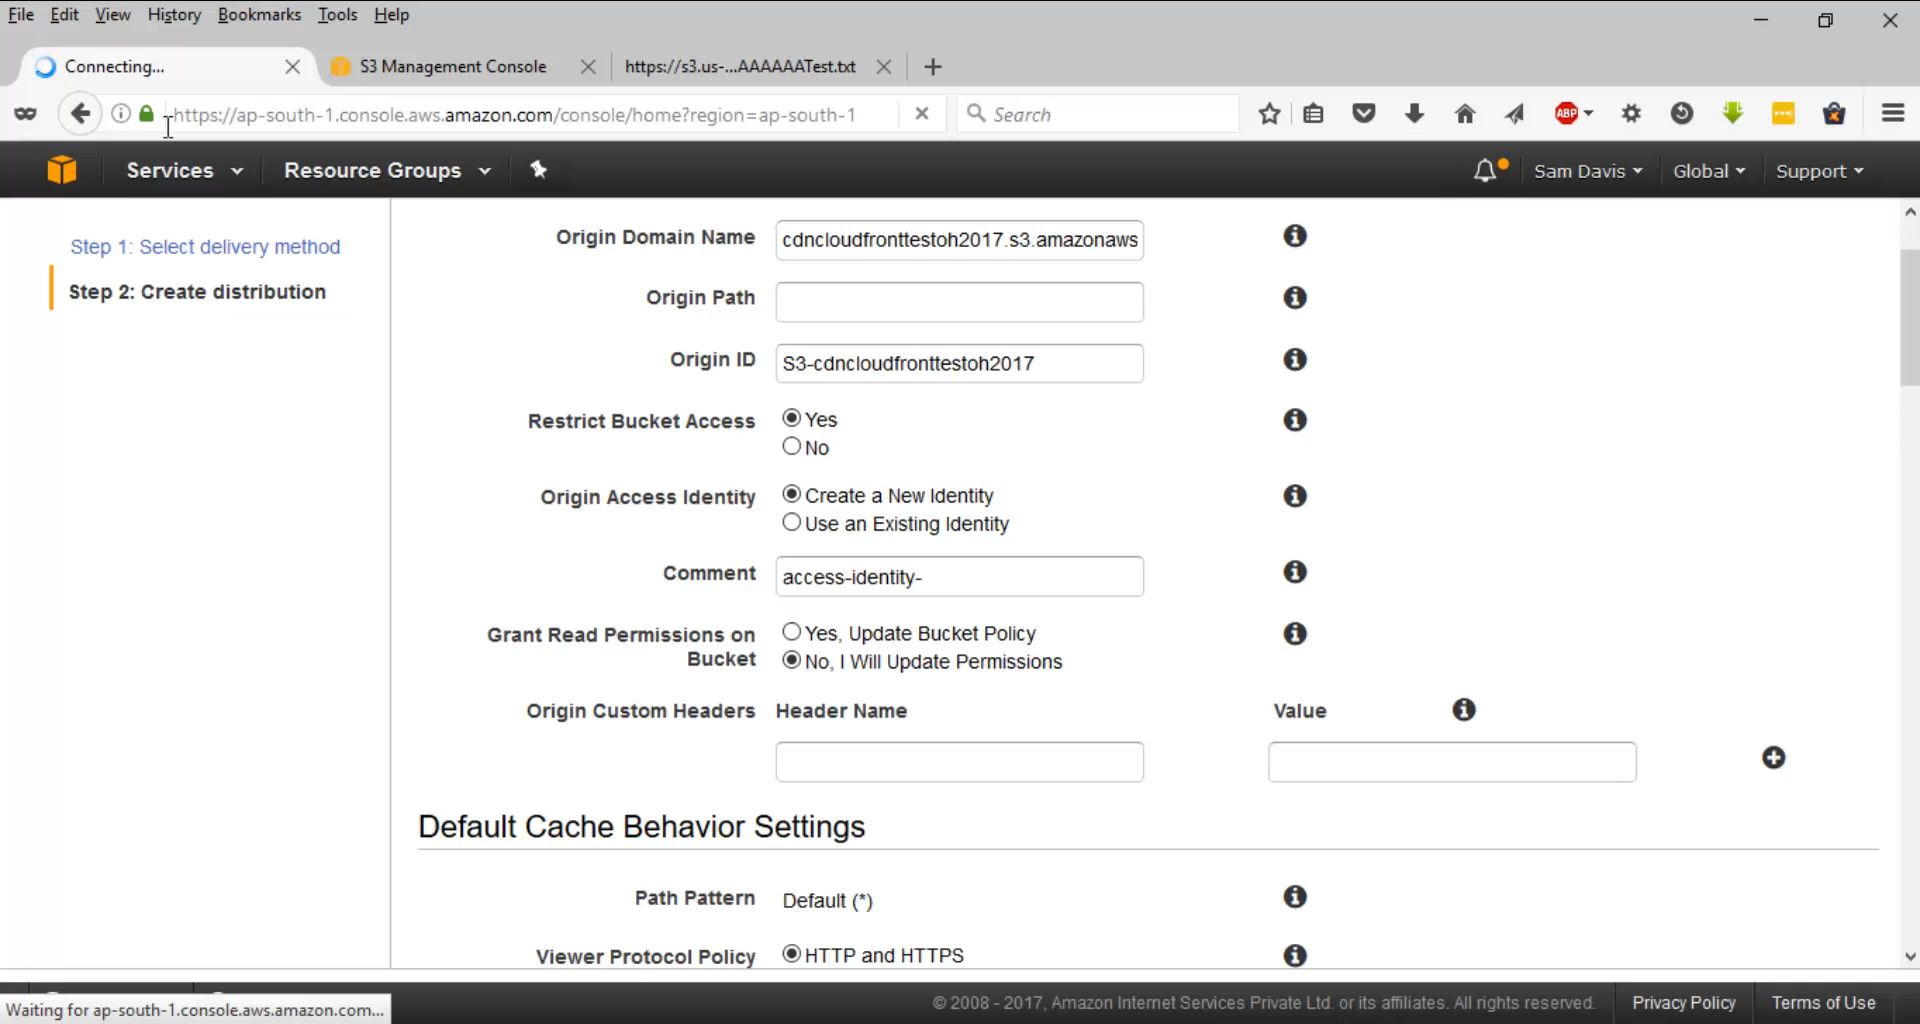 File Edit View History Bookmarks Tools Help
Connecting... S3 Management Console https://s3.us-...AAAAAATest.txt
https://ap-south-1.console.aws.amazon.com/console/home?region=ap-south-1 Search ABP
Services Resource Groups Sam Davis Global Support
Step 1: Select delivery method
Step 2: Create distribution
Origin Domain Name cdncloudfronttestoh2017.s3.amazonaws
Origin Path
Origin ID S3-cdncloudfronttestoh2017
Restrict Bucket Access Yes
No
Origin Access Identity Create a New Identity
Use an Existing Identity
Comment access-identity-
Grant Read Permissions on Bucket Yes, Update Bucket Policy
No, I Will Update Permissions
Origin Custom Headers Header Name Value
Default Cache Behavior Settings
Path Pattern Default (*)
Viewer Protocol Policy HTTP and HTTPS
Waiting for ap-south-1.console.aws.amazon.com...
© 2008 - 2017, Amazon Internet Services Private Ltd. or its affiliates. All rights reserved. Privacy Policy Terms of Use